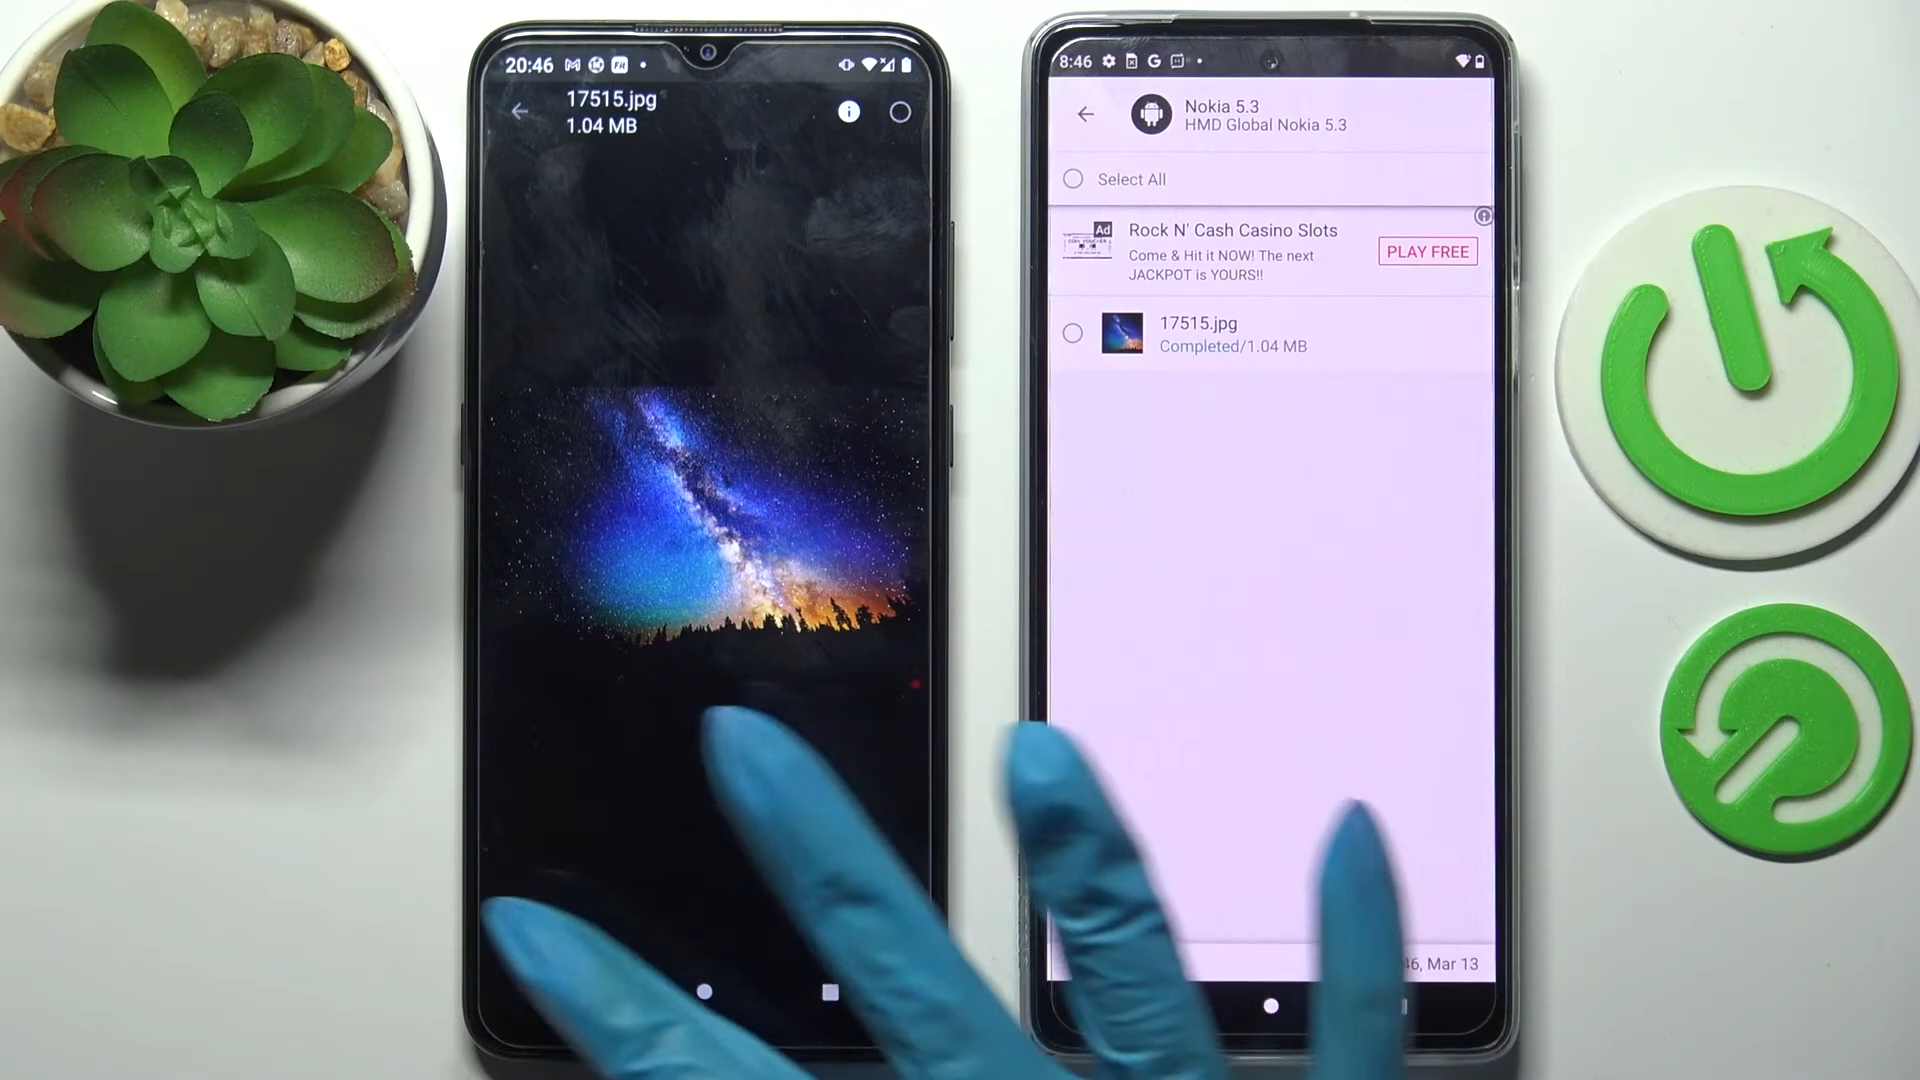 20:46
17515.jpg
1.04 MB
8:46
Nokia 5.3
HMD Global Nokia 5.3
Select All
Ad
Rock N' Cash Casino Slots
Come & Hit it NOW! The next
JACKPOT is YOURS!!
PLAY FREE
17515.jpg
Completed/1.04 MB
46, Mar 13